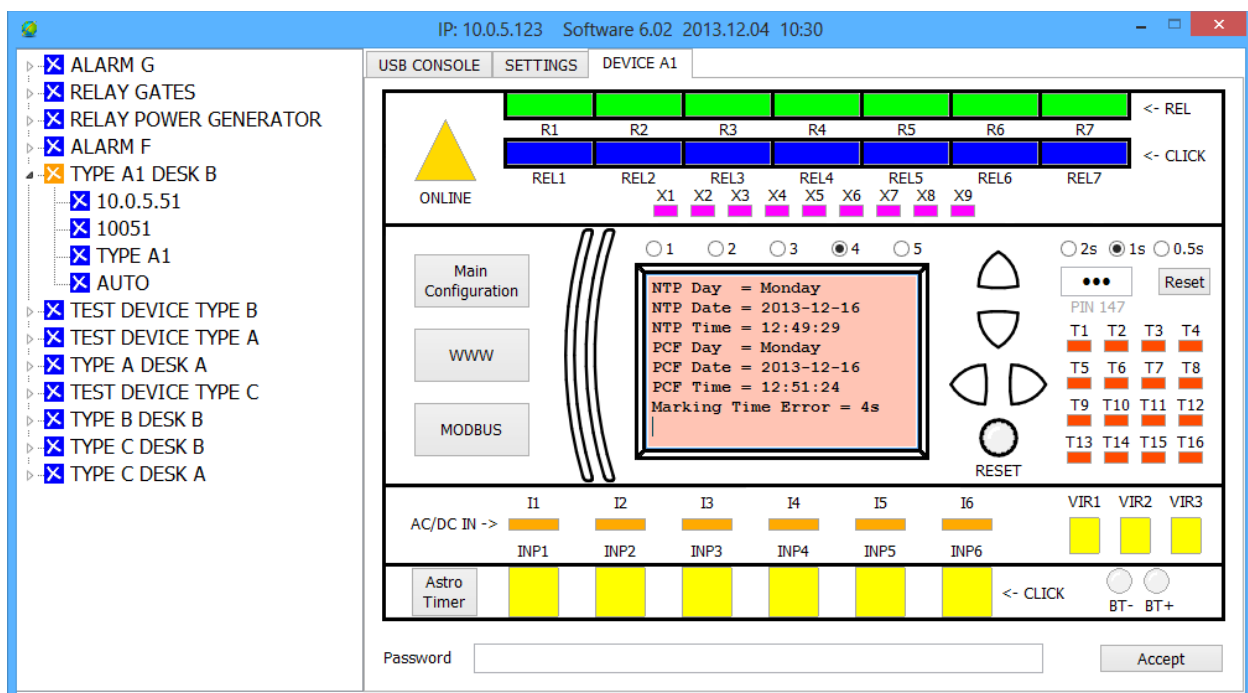 IP: 10.0.5.123 Software 6.02 2013.12.04 10:30
ALARM G
RELAY GATES
RELAY POWER GENERATOR
ALARM F
TYPE A1 DESK B
10.0.5.51
10051
TYPE A1
AUTO
TEST DEVICE TYPE B
TEST DEVICE TYPE A
TYPE A DESK A
TEST DEVICE TYPE C
TYPE B DESK B
TYPE C DESK B
TYPE C DESK A
USB CONSOLE SETTINGS DEVICE A1
<- REL
R1 R2 R3 R4 R5 R6 R7
<- CLICK
REL1 REL2 REL3 REL4 REL5 REL6 REL7
ONLINE
X1 X2 X3 X4 X5 X6 X7 X8 X9
Main
Configuration
WWW
MODBUS
1 2 3 4 5
NTP Day = Monday
NTP Date = 2013-12-16
NTP Time = 12:49:29
PCF Day = Monday
PCF Date = 2013-12-16
PCF Time = 12:51:24
Marking Time Error = 4s
RESET
2s 1s 0.5s
Reset
PIN 147
T1 T2 T3 T4
T5 T6 T7 T8
T9 T10 T11 T12
T13 T14 T15 T16
I1 I2 I3 I4 I5 I6
VIR1 VIR2 VIR3
AC/DC IN ->
INP1 INP2 INP3 INP4 INP5 INP6
Astro
Timer
<- CLICK
BT- BT+
Password
Accept